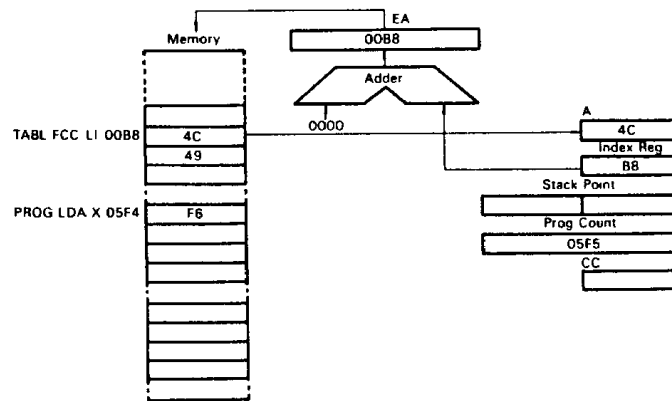 EA
Memory
00B8
Adder
0000
A
TABL FCC LI 00B8
4C
4C
49
Index Reg
B8
Stack Point
PROG LDA X 05F4
F6
Prog Count
05F5
CC